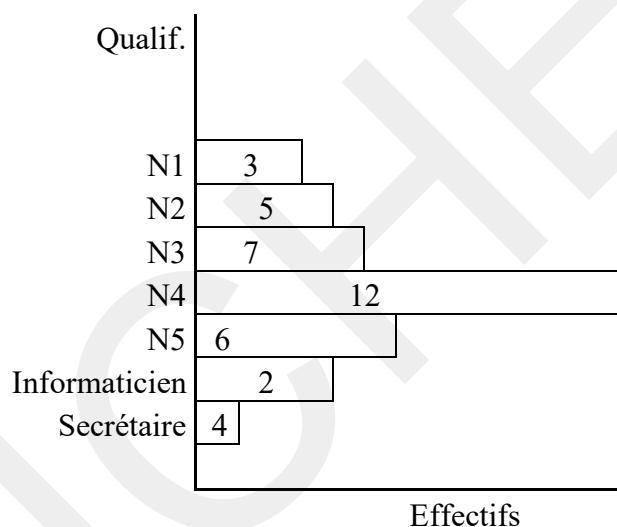 Qualif.
N1 3
N2 5
N3 7
N4 12
N5 6
Informaticien 2
Secrétaire 4
Effectifs